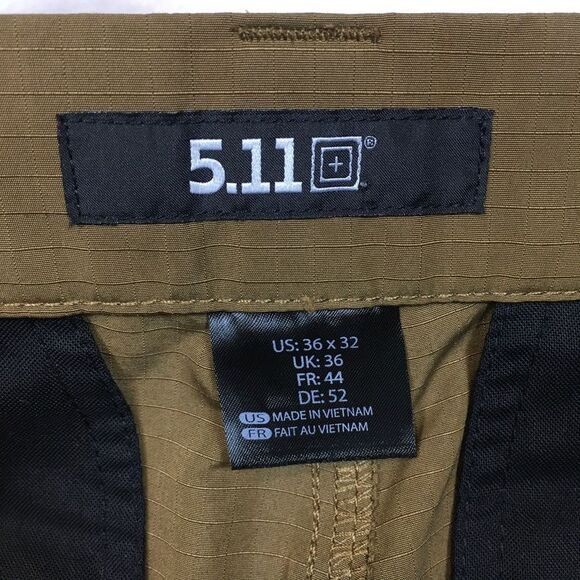 5.11®
US: 36 x 32
UK: 36
FR: 44
DE: 52
US MADE IN VIETNAM
FR FAIT AU VIETNAM